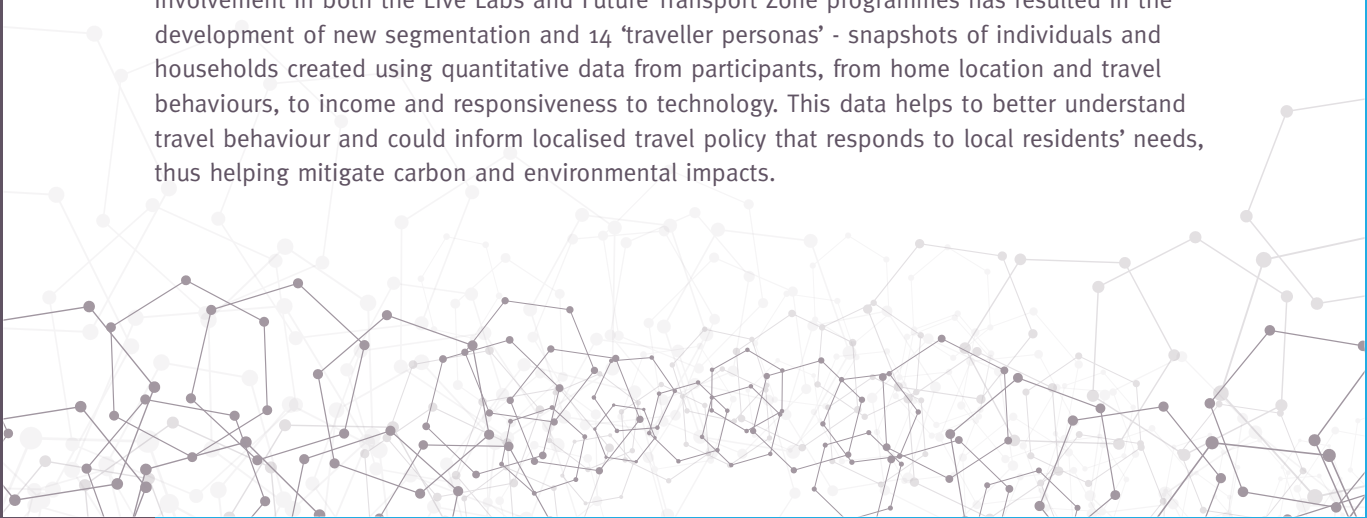 involvement in both the Live Labs and Future Transport Zone programmes has resulted in the
development of new segmentation and 14 ‘traveller personas’ - snapshots of individuals and
households created using quantitative data from participants, from home location and travel
behaviours, to income and responsiveness to technology. This data helps to better understand
travel behaviour and could inform localised travel policy that responds to local residents’ needs,
thus helping mitigate carbon and environmental impacts.